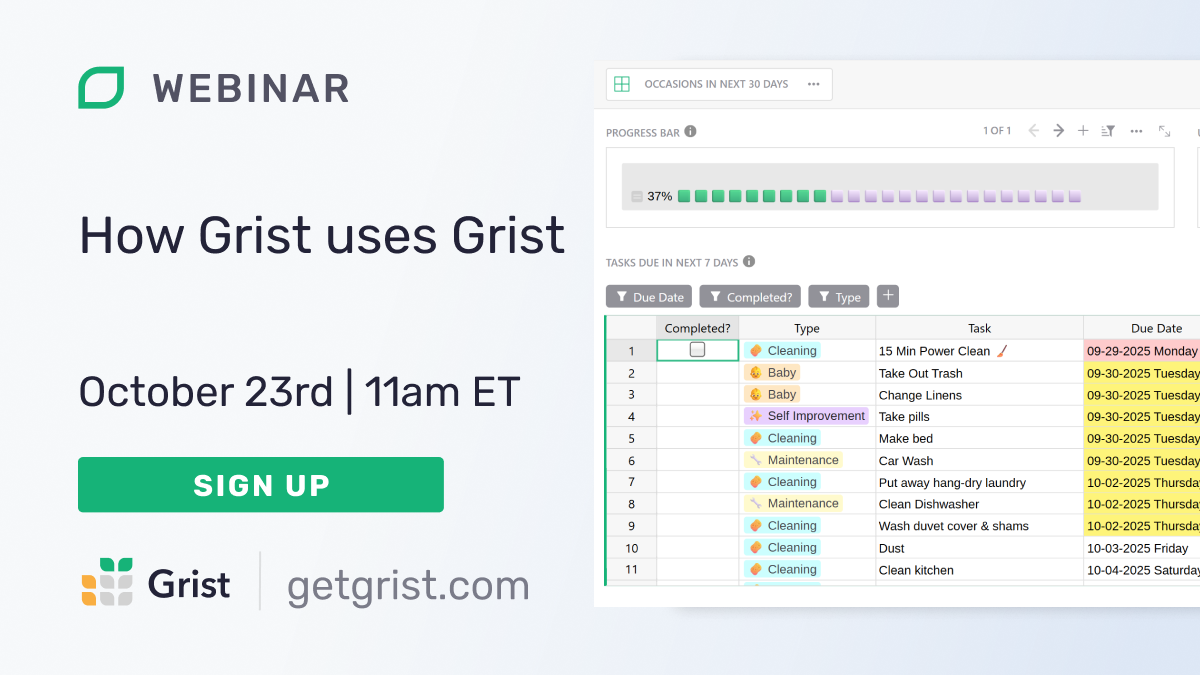 WEBINAR
How Grist uses Grist
October 23rd | 11am ET
SIGN UP
Grist | getgrist.com
OCCASIONS IN NEXT 30 DAYS
PROGRESS BAR
1 OF 1
37%
TASKS DUE IN NEXT 7 DAYS
Due Date Completed? Type
Completed? Type Task Due Date
1 Cleaning 15 Min Power Clean 09-29-2025 Monday
2 Baby Take Out Trash 09-30-2025 Tuesday
3 Baby Change Linens 09-30-2025 Tuesday
4 Self Improvement Take pills 09-30-2025 Tuesday
5 Cleaning Make bed 09-30-2025 Tuesday
6 Maintenance Car Wash 09-30-2025 Tuesday
7 Cleaning Put away hang-dry laundry 10-02-2025 Thursday
8 Maintenance Clean Dishwasher 10-02-2025 Thursday
9 Cleaning Wash duvet cover & shams 10-02-2025 Thursday
10 Cleaning Dust 10-03-2025 Friday
11 Cleaning Clean kitchen 10-04-2025 Saturday